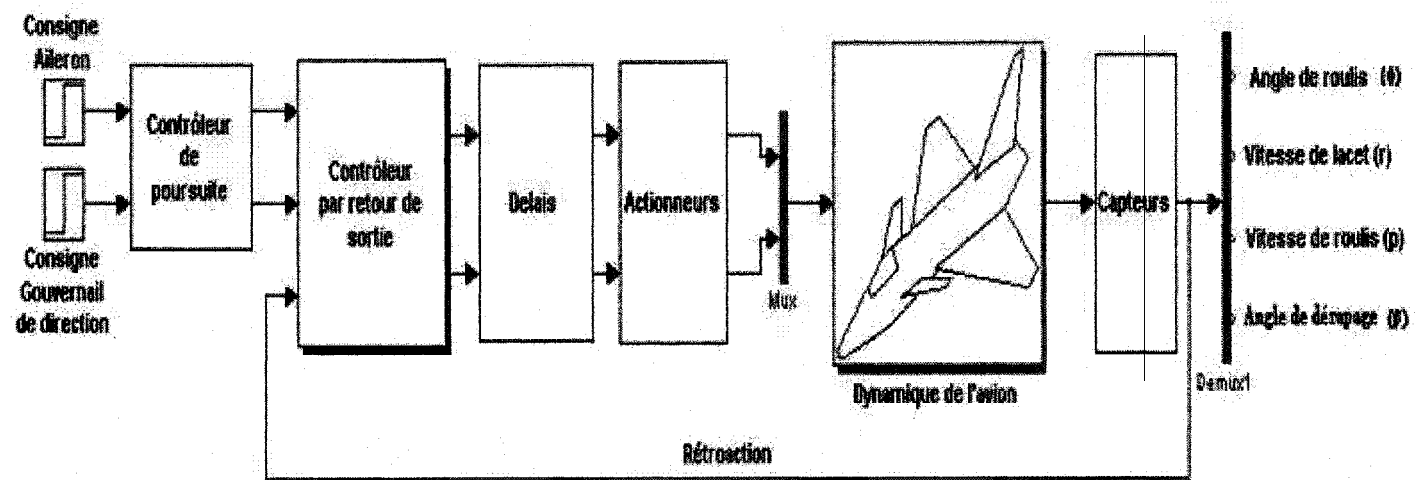 Consigne
Aileron
Contrôleur
de
poursuite
Consigne
Gouvernail
de direction
Contrôleur
par retour de
sortie
Delais
Actionneurs
Mux
Dynamique de l'avion
Capteurs
Demux1
Angle de roulis (ϕ)
Vitesse de lacet (r)
Vitesse de roulis (p)
Angle de dérapage
Rétroaction